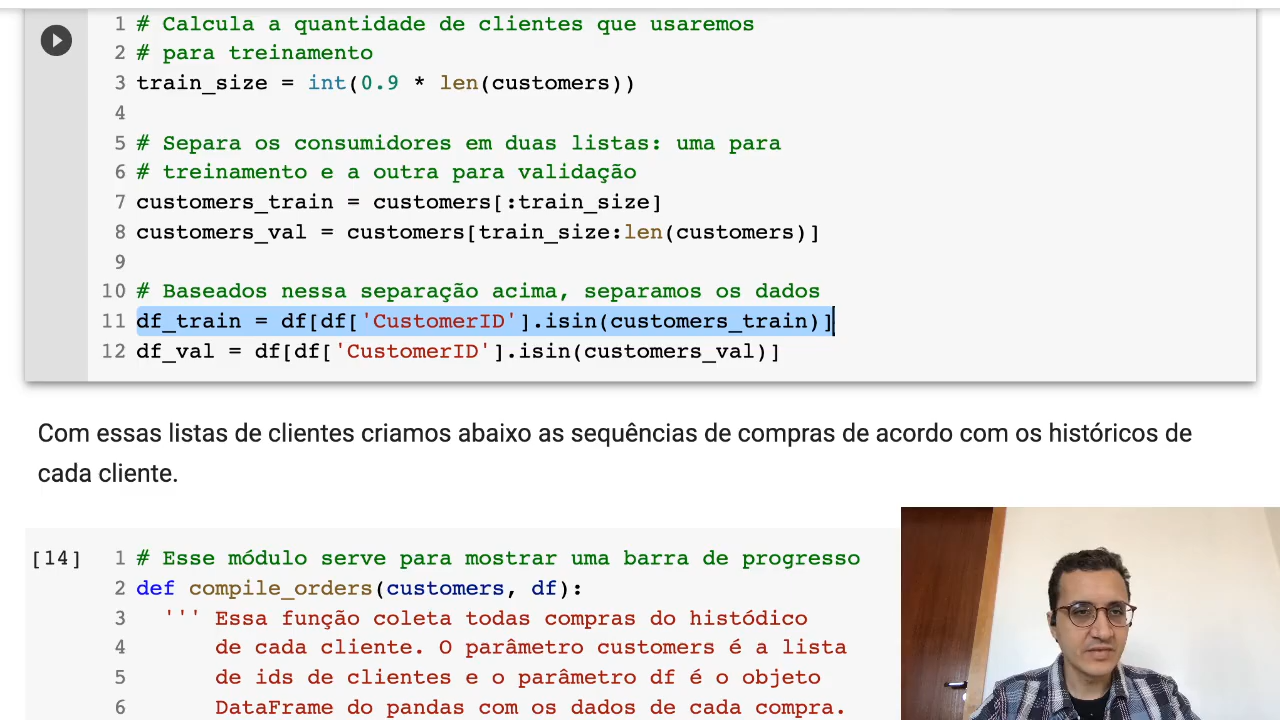 1 # Calcula a quantidade de clientes que usaremos
2 # para treinamento
3 train_size = int(0.9 * len(customers))
4
5 # Separa os consumidores em duas listas: uma para
6 # treinamento e a outra para validação
7 customers_train = customers[:train_size]
8 customers_val = customers[train_size:len(customers)]
9
10 # Baseados nessa separação acima, separamos os dados
11 df_train = df[df['CustomerID'].isin(customers_train)]
12 df_val = df[df['CustomerID'].isin(customers_val)]
Com essas listas de clientes criamos abaixo as sequências de compras de acordo com os históricos de
cada cliente.
[14] 1 # Esse módulo serve para mostrar uma barra de progresso
2 def compile_orders(customers, df):
3 ''' Essa função coleta todas compras do histódico
4 de cada cliente. O parâmetro customers é a lista
5 de ids de clientes e o parâmetro df é o objeto
6 DataFrame do pandas com os dados de cada compra.